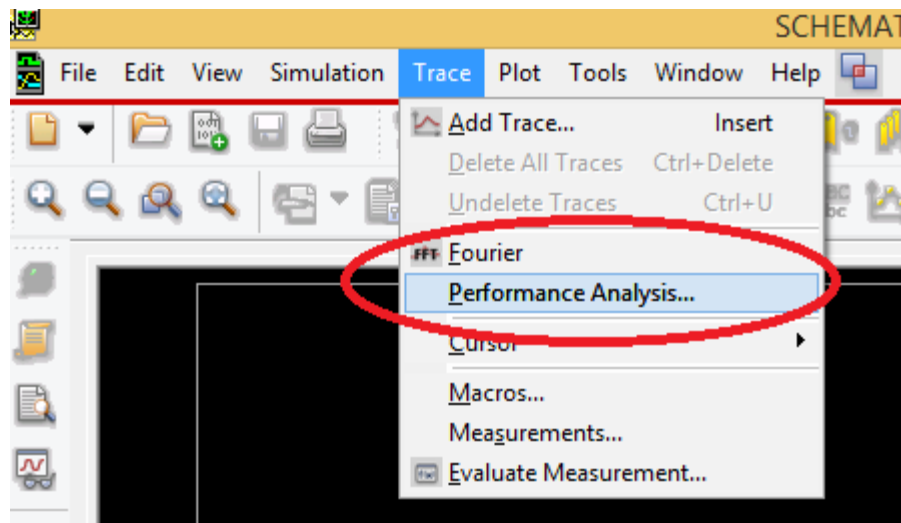 SCHEMAT
File Edit View Simulation Trace Plot Tools Window Help
Add Trace... Insert
Delete All Traces Ctrl+Delete
Undelete Traces Ctrl+U
FFT Fourier
Performance Analysis...
Cursor
Macros...
Measurements...
Evaluate Measurement...